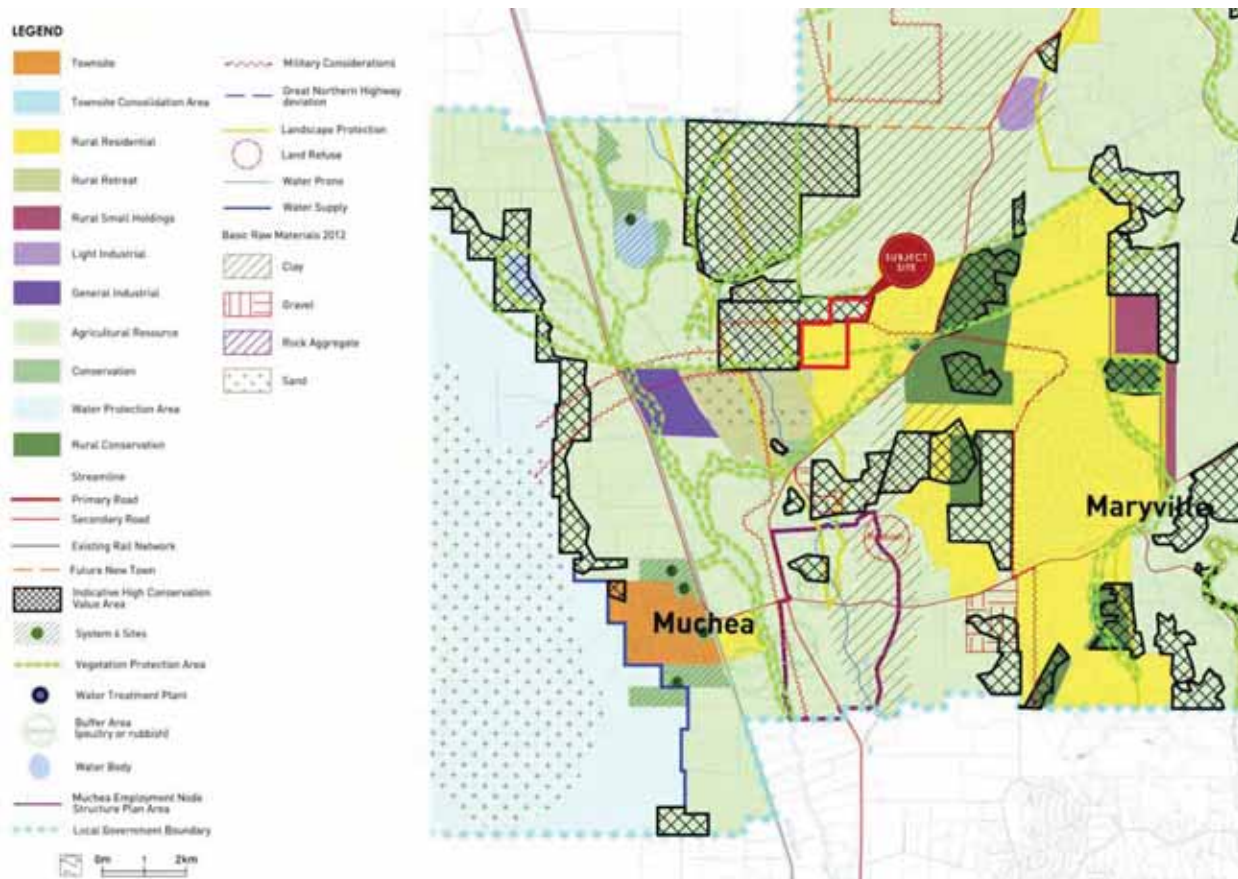 LEGEND
Townsite
Townsite Consolidation Area
Rural Residential
Rural Retreat
Rural Small Holdings
Light Industrial
General Industrial
Agricultural Resource
Conservation
Water Protection Area
Rural Conservation
Streamline
Primary Road
Secondary Road
Existing Rail Network
Future New Town
Indicative High Conservation
Value Area
System 6 Sites
Vegetation Protection Area
Water Treatment Plant
Buffer Area
(poultry or rubbish)
Water Body
Muchea Employment Node
Structure Plan Area
Local Government Boundary
0m 1 2km
Military Considerations
Great Northern Highway
deviation
Landscape Protection
Land Refuse
Water Prone
Water Supply
Basic Raw Materials 2012
Clay
Gravel
Rock Aggregate
Sand
SUBJECT
SITE
Maryville
Muchea